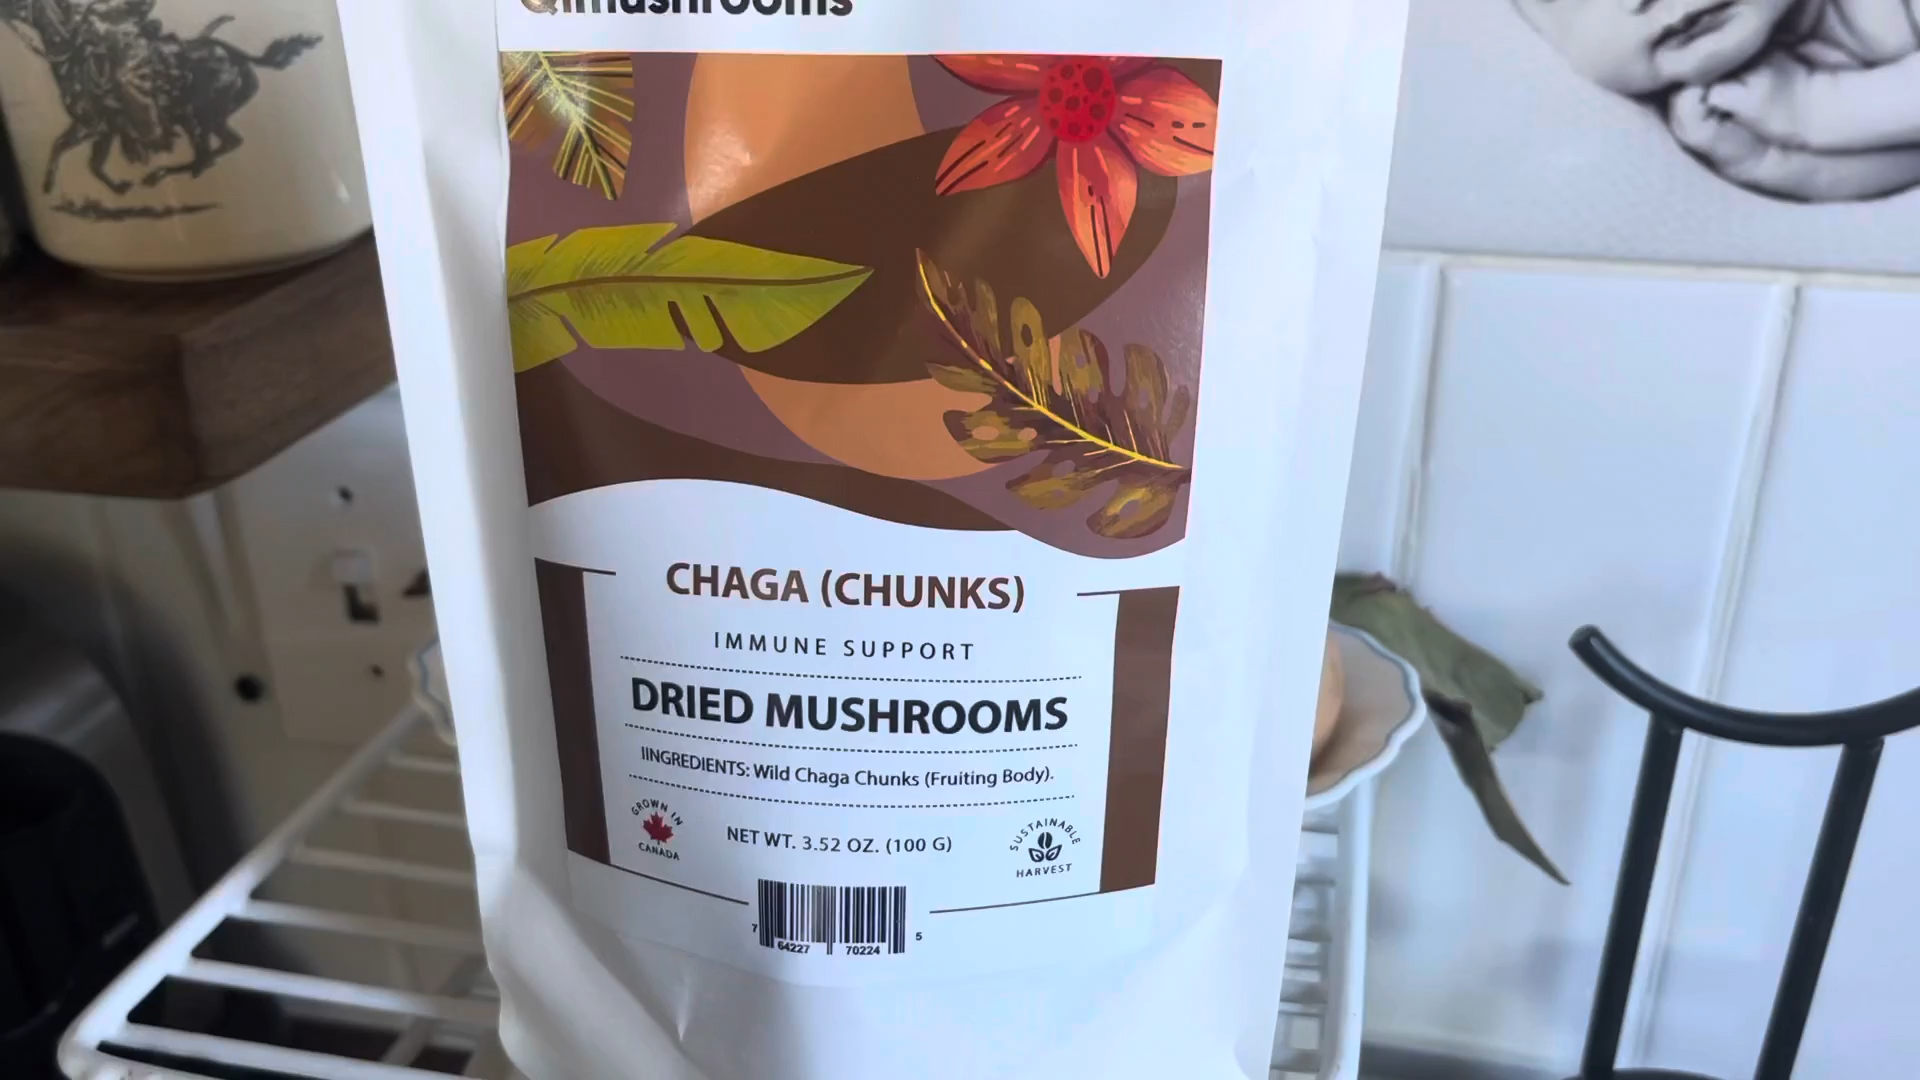 Qimushrooms
CHAGA (CHUNKS)
IMMUNE SUPPORT
DRIED MUSHROOMS
IINGREDIENTS: Wild Chaga Chunks (Fruiting Body).
GROWN IN
CANADA
NET WT. 3.52 OZ. (100 G)
SUSTAINABLE
HARVEST
7 64227 70224 5